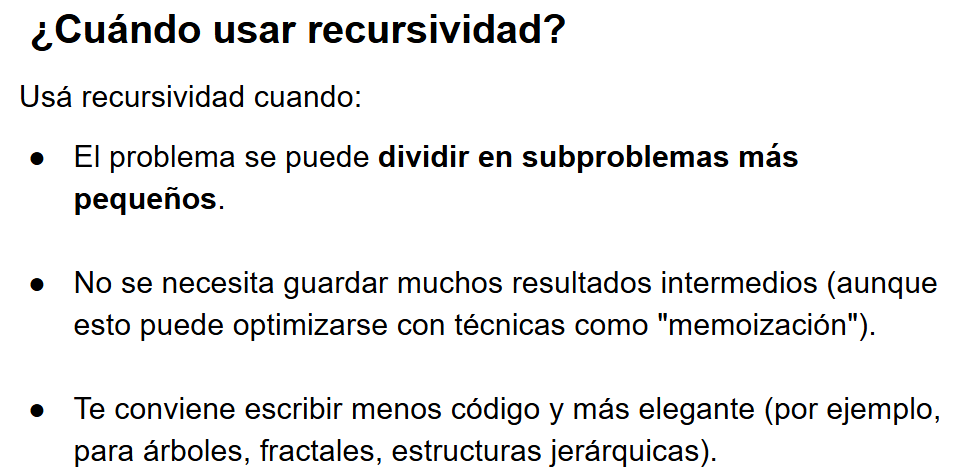 ¿Cuándo usar recursividad?
Usá recursividad cuando:
● El problema se puede dividir en subproblemas más
pequeños.
● No se necesita guardar muchos resultados intermedios (aunque
esto puede optimizarse con técnicas como "memoización").
● Te conviene escribir menos código y más elegante (por ejemplo,
para árboles, fractales, estructuras jerárquicas).